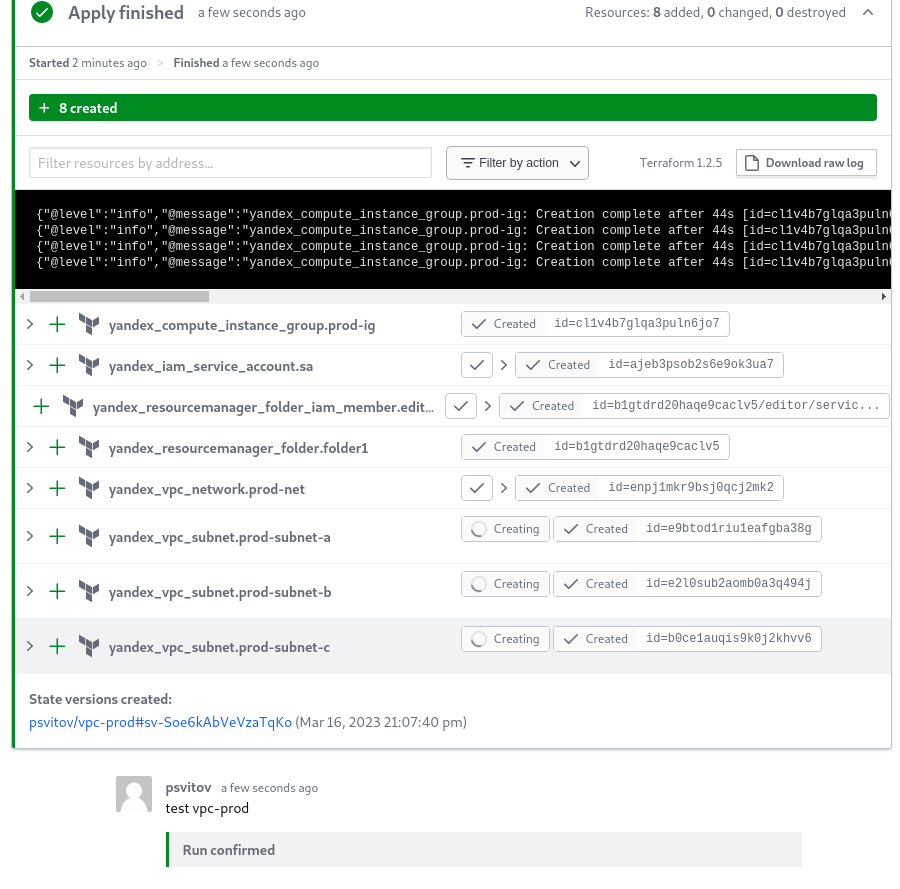 Apply finished a few seconds ago Resources: 8 added, 0 changed, 0 destroyed
Started 2 minutes ago > Finished a few seconds ago
+ 8 created
Filter resources by address... Filter by action Terraform 1.2.5 Download raw log
{"@level":"info","@message":"yandex_compute_instance_group.prod-ig: Creation complete after 44s [id=cl1v4b7glqa3puln6
{"@level":"info","@message":"yandex_compute_instance_group.prod-ig: Creation complete after 44s [id=cl1v4b7glqa3puln6
{"@level":"info","@message":"yandex_compute_instance_group.prod-ig: Creation complete after 44s [id=cl1v4b7glqa3puln6
{"@level":"info","@message":"yandex_compute_instance_group.prod-ig: Creation complete after 44s [id=cl1v4b7glqa3puln6
yandex_compute_instance_group.prod-ig Created id=cl1v4b7glqa3puln6jo7
yandex_iam_service_account.sa Created id=ajeb3psob2s6e9ok3ua7
yandex_resourcemanager_folder_iam_member.edit... Created id=b1gtdrd20haqe9caclv5/editor/servic...
yandex_resourcemanager_folder.folder1 Created id=b1gtdrd20haqe9caclv5
yandex_vpc_network.prod-net Created id=enpj1mkr9bsj0qcj2mk2
yandex_vpc_subnet.prod-subnet-a Creating Created id=e9btod1riu1eafgba38g
yandex_vpc_subnet.prod-subnet-b Creating Created id=e2l0sub2aomb0a3q494j
yandex_vpc_subnet.prod-subnet-c Creating Created id=b0ce1auqis9k0j2khvv6
State versions created:
psvitov/vpc-prod#sv-Soe6kAbVeVzaTqKo (Mar 16, 2023 21:07:40 pm)
psvitov a few seconds ago
test vpc-prod
Run confirmed